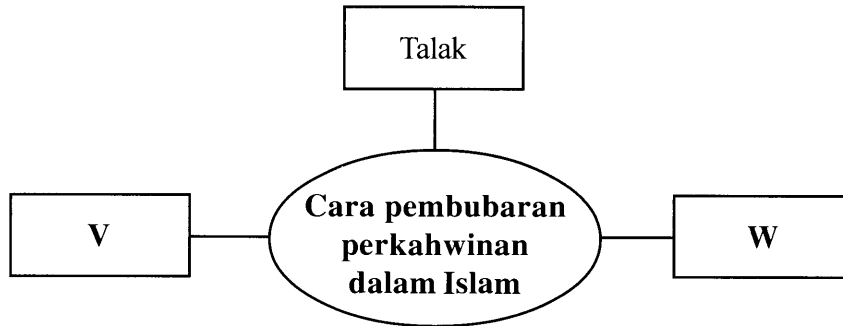 Talak
V
Cara pembubaran
perkahwinan
dalam Islam
W